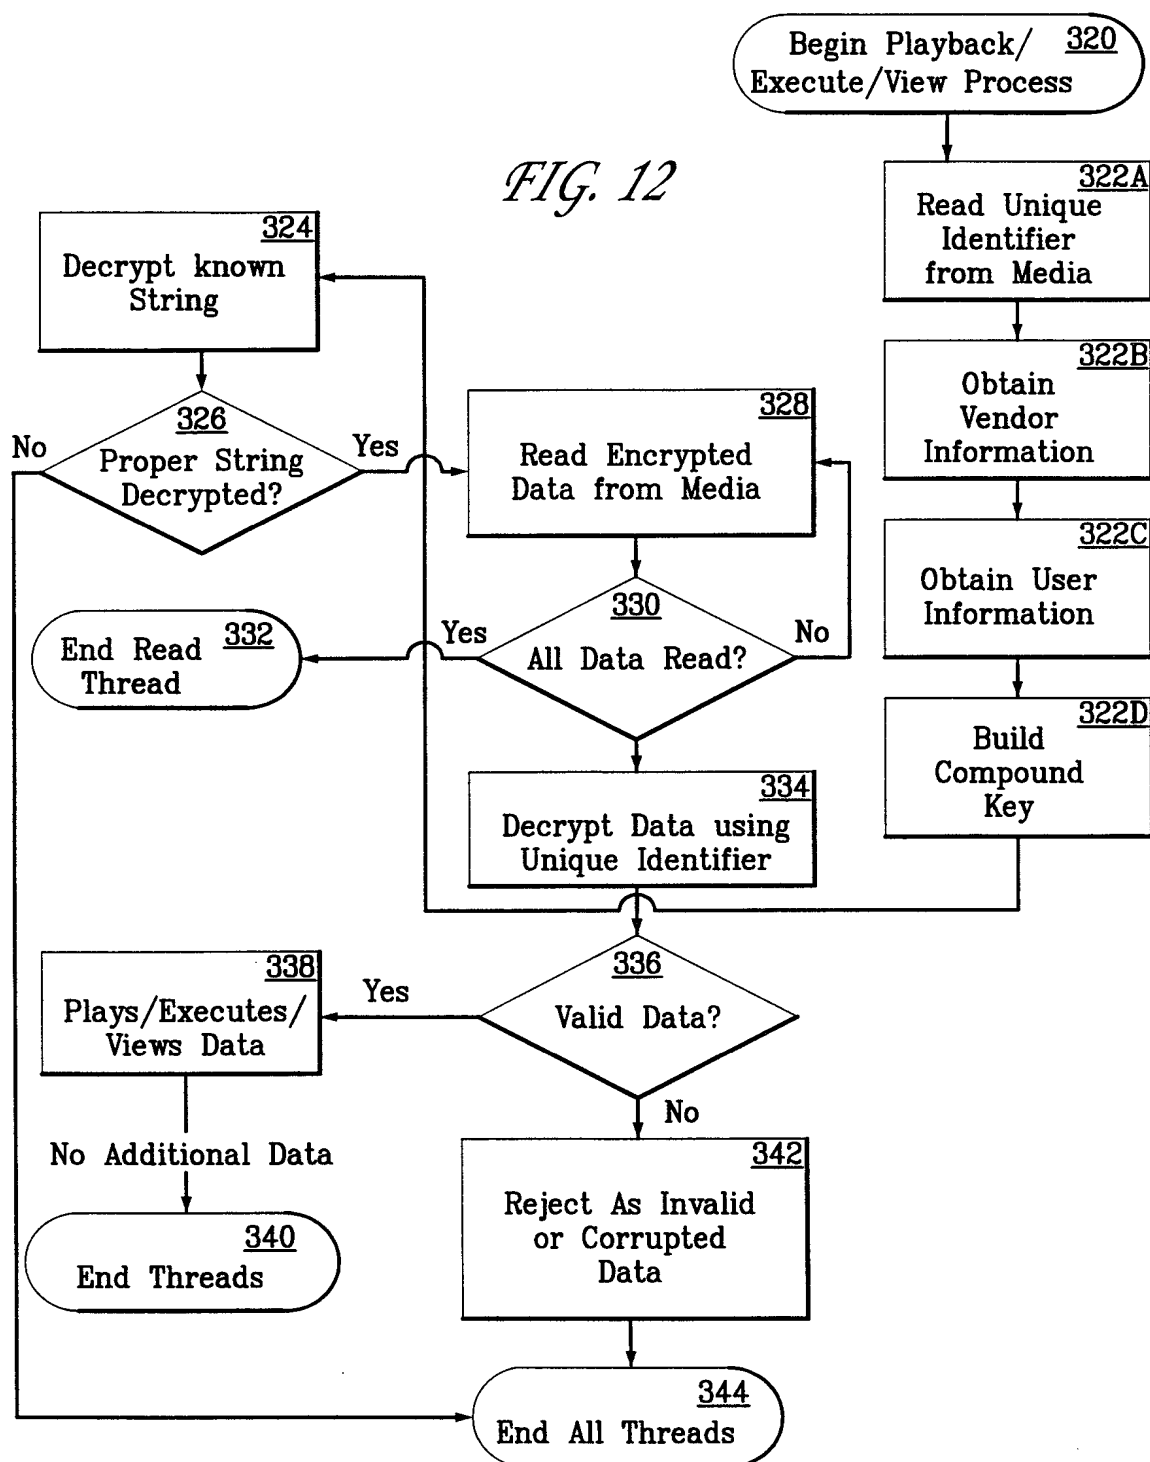 Begin Playback/ 320
Execute/View Process
FIG. 12
322A
Read Unique
Identifier
from Media
324
Decrypt known
String
322B
Obtain
Vendor
Information
326
Proper String
Decrypted?
No
Yes
328
Read Encrypted
Data from Media
322C
Obtain User
Information
330
All Data Read?
Yes
No
End Read 332
Thread
322D
Build
Compound
Key
334
Decrypt Data using
Unique Identifier
336
Valid Data?
Yes
No
338
Plays/Executes/
Views Data
No Additional Data
340
End Threads
342
Reject As Invalid
or Corrupted
Data
344
End All Threads